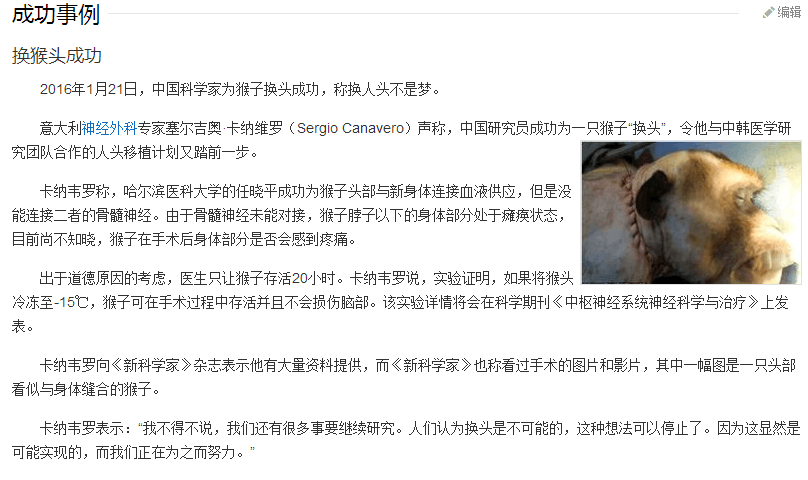 成功事例
编辑
换猴头成功
2016年1月21日，中国科学家为猴子换头成功，称换人头不是梦。
意大利神经外科专家塞尔吉奥·卡纳维罗（Sergio Canavero）声称，中国研究员成功为一只猴子“换头”，令他与中韩医学研
究团队合作的人头移植计划又踏前一步。
卡纳韦罗称，哈尔滨医科大学的任晓平成功为猴子头部与新身体连接血液供应，但是没
能连接二者的骨髓神经。由于骨髓神经未能对接，猴子脖子以下的身体部分处于瘫痪状态，
目前尚不知晓，猴子在手术后身体部分是否会感到疼痛。
出于道德原因的考虑，医生只让猴子存活20小时。卡纳韦罗说，实验证明，如果将猴头
冷冻至-15℃，猴子可在手术过程中存活并且不会损伤脑部。该实验详情将会在科学期刊《中枢神经系统神经科学与治疗》上发
表。
卡纳韦罗向《新科学家》杂志表示他有大量资料提供，而《新科学家》也称看过手术的图片和影片，其中一幅图是一只头部
看似与身体缝合的猴子。
卡纳韦罗表示：“我不得不说，我们还有很多事要继续研究。人们认为换头是不可能的，这种想法可以停止了。因为这显然是
可能实现的，而我们正在为之而努力。”